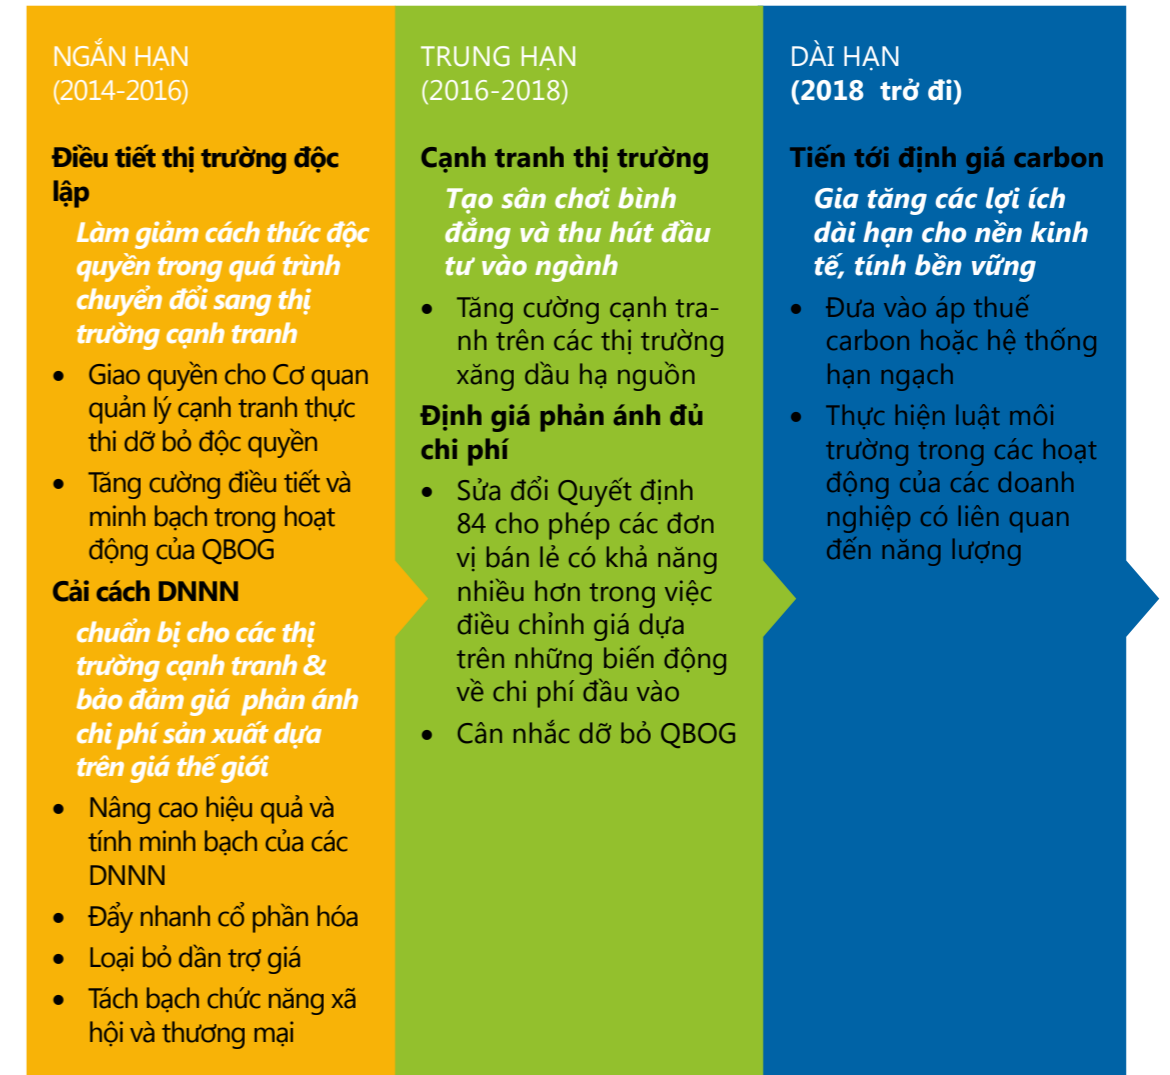 NGẮN HẠN
(2014-2016)
Điều tiết thị trường độc
lập
Làm giảm cách thức độc
quyền trong quá trình
chuyển đổi sang thị
trường cạnh tranh
• Giao quyền cho Cơ quan
quản lý cạnh tranh thực
thi dỡ bỏ độc quyền
• Tăng cường điều tiết và
minh bạch trong hoạt
động của QBOG
Cải cách DNNN
chuẩn bị cho các thị
trường cạnh tranh &
bảo đảm giá phản ánh
chi phí sản xuất dựa
trên giá thế giới
• Nâng cao hiệu quả và
tính minh bạch của các
DNNN
• Đẩy nhanh cổ phần hóa
• Loại bỏ dần trợ giá
• Tách bạch chức năng xã
hội và thương mại
TRUNG HẠN
(2016-2018)
Cạnh tranh thị trường
Tạo sân chơi bình
đẳng và thu hút đầu
tư vào ngành
• Tăng cường cạnh tra-
nh trên các thị trường
xăng dầu hạ nguồn
Định giá phản ánh đủ
chi phí
• Sửa đổi Quyết định
84 cho phép các đơn
vị bán lẻ có khả năng
nhiều hơn trong việc
điều chỉnh giá dựa
trên những biến động
về chi phí đầu vào
• Cân nhắc dỡ bỏ QBOG
DÀI HẠN
(2018 trở đi)
Tiến tới định giá carbon
Gia tăng các lợi ích
dài hạn cho nền kinh
tế, tính bền vững
• Đưa vào áp thuế
carbon hoặc hệ thống
hạn ngạch
• Thực hiện luật môi
trường trong các hoạt
động của các doanh
nghiệp có liên quan
đến năng lượng